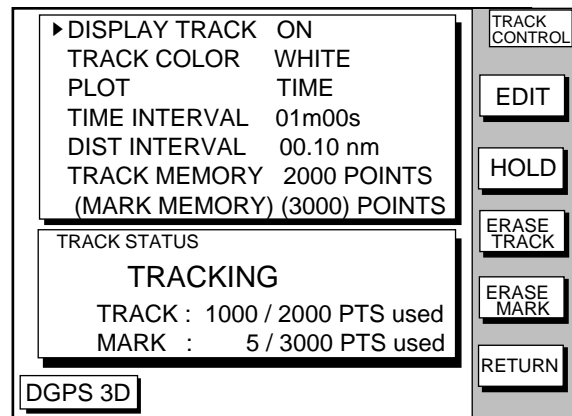 ▶DISPLAY TRACK ON
TRACK COLOR WHITE
PLOT TIME
TIME INTERVAL 01m00s
DIST INTERVAL 00.10 nm
TRACK MEMORY 2000 POINTS
(MARK MEMORY) (3000) POINTS
TRACK STATUS
TRACKING
TRACK : 1000 / 2000 PTS used
MARK : 5 / 3000 PTS used
DGPS 3D
TRACK
CONTROL
EDIT
HOLD
ERASE
TRACK
ERASE
MARK
RETURN